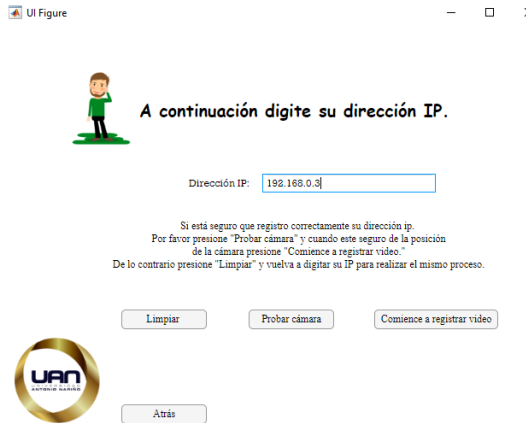 UI Figure
A continuación digite su dirección IP.
Dirección IP: 192.168.0.3
Si está seguro que registro correctamente su dirección ip.
Por favor presione "Probar cámara" y cuando este seguro de la posición
de la cámara presione "Comience a registrar video."
De lo contrario presione "Limpiar" y vuelva a digitar su IP para realizar el mismo proceso.
Limpiar Probar cámara Comience a registrar video
UAN
UNIVERSIDAD
ANTONIO NARIÑO
Atrás